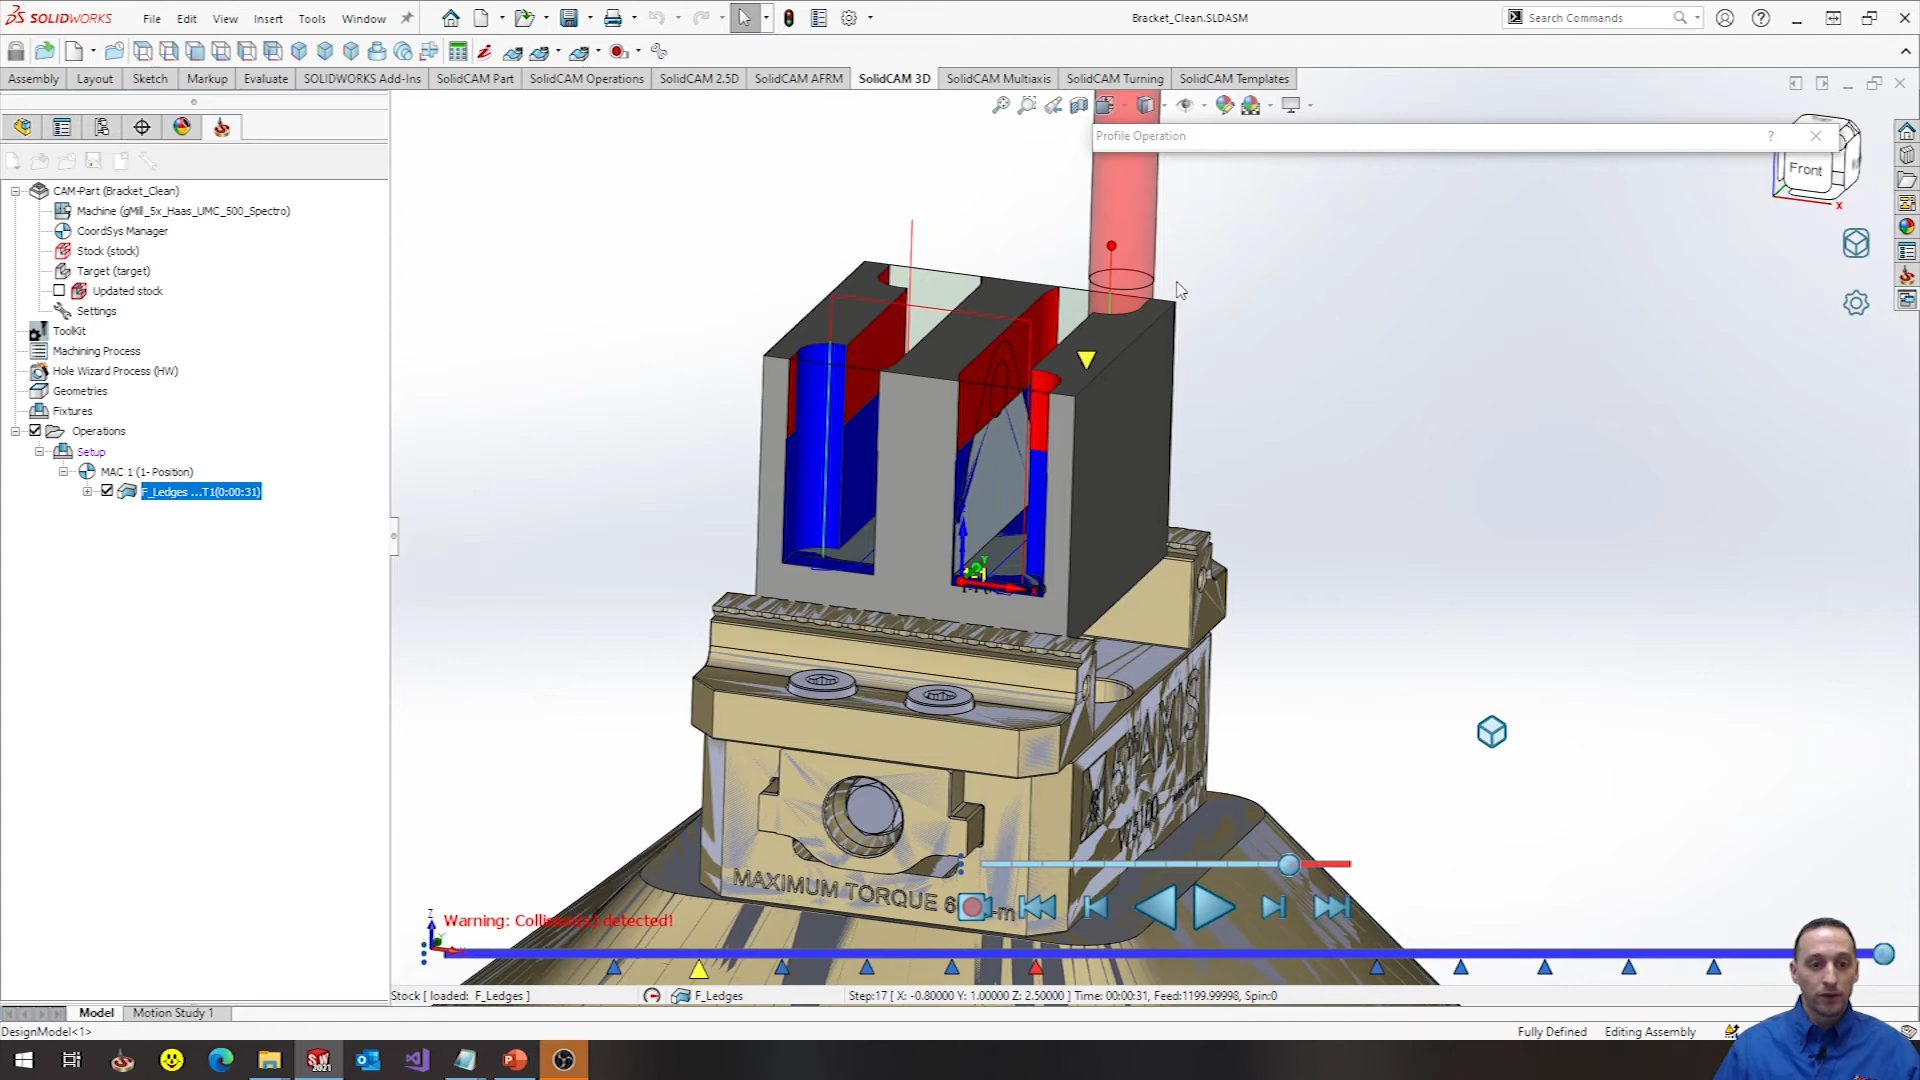 SOLIDWORKS
File Edit View Insert Tools Window
Bracket_Clean.SLDASM
Search Commands
Assembly Layout Sketch Markup Evaluate SOLIDWORKS Add-Ins SolidCAM Part SolidCAM Operations SolidCAM 2.5D SolidCAM AFRM SolidCAM 3D SolidCAM Multiaxis SolidCAM Turning SolidCAM Templates
Profile Operation
Front
x
CAM-Part (Bracket_Clean)
Machine (gMill_5x_Haas_UMC_500_Spectro)
CoordSys Manager
Stock (stock)
Target (target)
Updated stock
Settings
ToolKit
Machining Process
Hole Wizard Process (HW)
Geometries
Fixtures
Operations
Setup
MAC 1 (1- Position)
F_Ledges ...T1(0:00:31)
5th AXIS
V75100
MAXIMUM TORQUE 6
Warning: Collision(s) detected!
Stock [ loaded: F_Ledges ]
F_Ledges
Step:17 [ X: -0.80000 Y: 1.00000 Z: 2.50000 ] Time: 00:00:31, Feed:1199.99998, Spin:0
Model Motion Study 1
DesignModel<1>
Fully Defined Editing Assembly
SW 2021